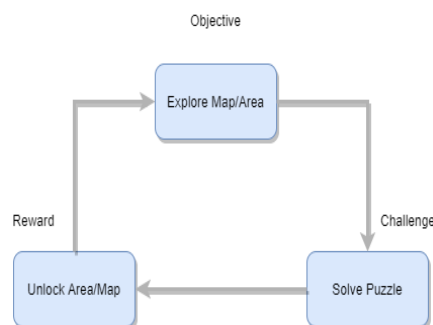 Objective
Explore Map/Area
Reward
Challenge
Unlock Area/Map
Solve Puzzle